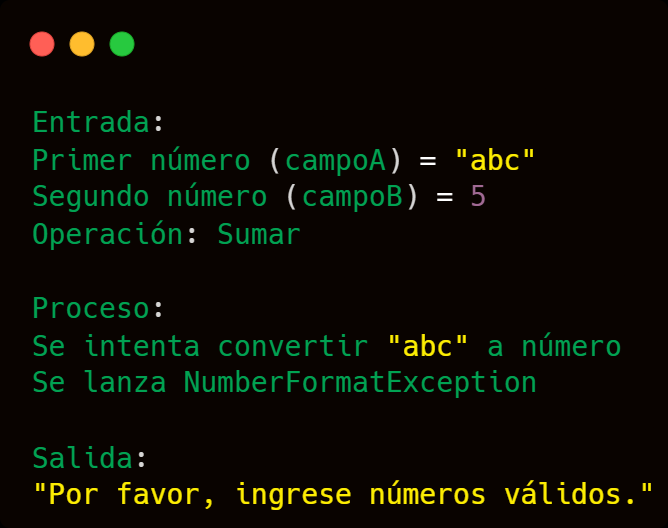 Entrada:
Primer número (campoA) = "abc"
Segundo número (campoB) = 5
Operación: Sumar
Proceso:
Se intenta convertir "abc" a número
Se lanza NumberFormatException
Salida:
"Por favor, ingrese números válidos."